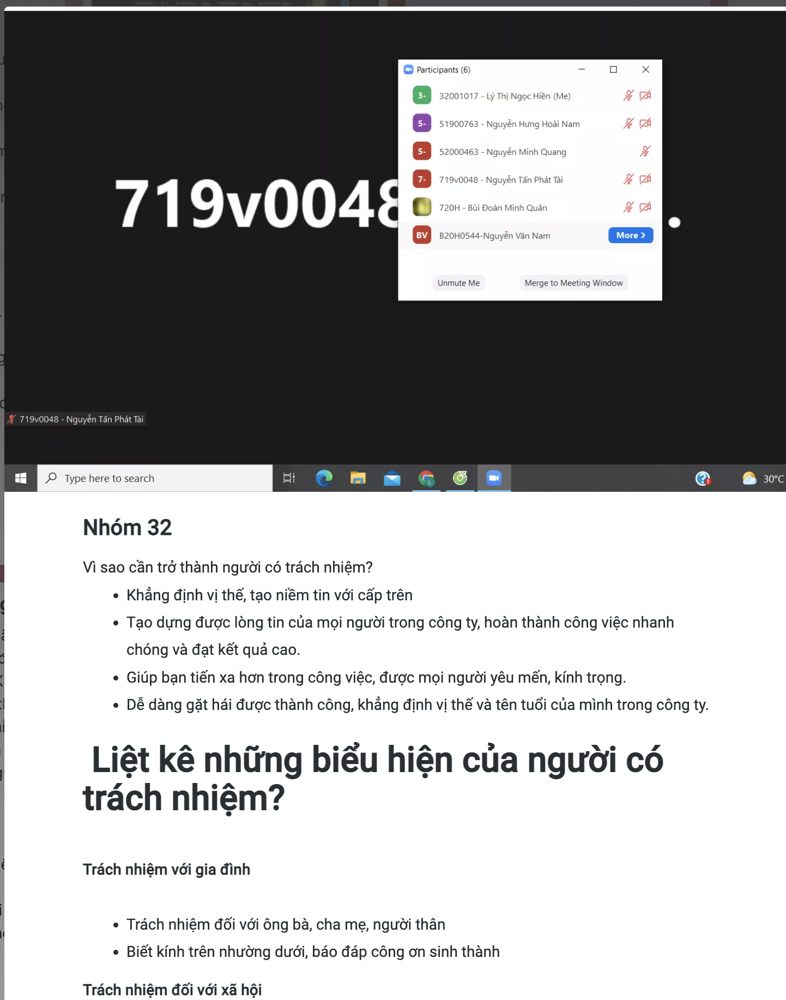 32001017 - Lý T... 51900763 - Ngu... 719v0048 - Ngu... B20H0544-Ngu...
Participants (6)
3- 32001017 - Lý Thị Ngọc Hiền (Me)
5- 51900763 - Nguyễn Hưng Hoài Nam
5- 52000463 - Nguyễn Minh Quang
7- 719v0048 - Nguyễn Tấn Phát Tài
720H - Bùi Đoàn Minh Quân
BV B20H0544-Nguyễn Văn Nam More
Unmute Me Merge to Meeting Window
719v0048 .
719v0048 - Nguyễn Tấn Phát Tài
Type here to search L 30°C
Nhóm 32
Vì sao cần trở thành người có trách nhiệm?
• Khẳng định vị thế, tạo niềm tin với cấp trên
• Tạo dựng được lòng tin của mọi người trong công ty, hoàn thành công việc nhanh
chóng và đạt kết quả cao.
• Giúp bạn tiến xa hơn trong công việc, được mọi người yêu mến, kính trọng.
• Dễ dàng gặt hái được thành công, khẳng định vị thế và tên tuổi của mình trong công ty.
Liệt kê những biểu hiện của người có
trách nhiệm?
Trách nhiệm với gia đình
• Trách nhiệm đối với ông bà, cha mẹ, người thân
• Biết kính trên nhường dưới, báo đáp công ơn sinh thành
Trách nhiệm đối với xã hội